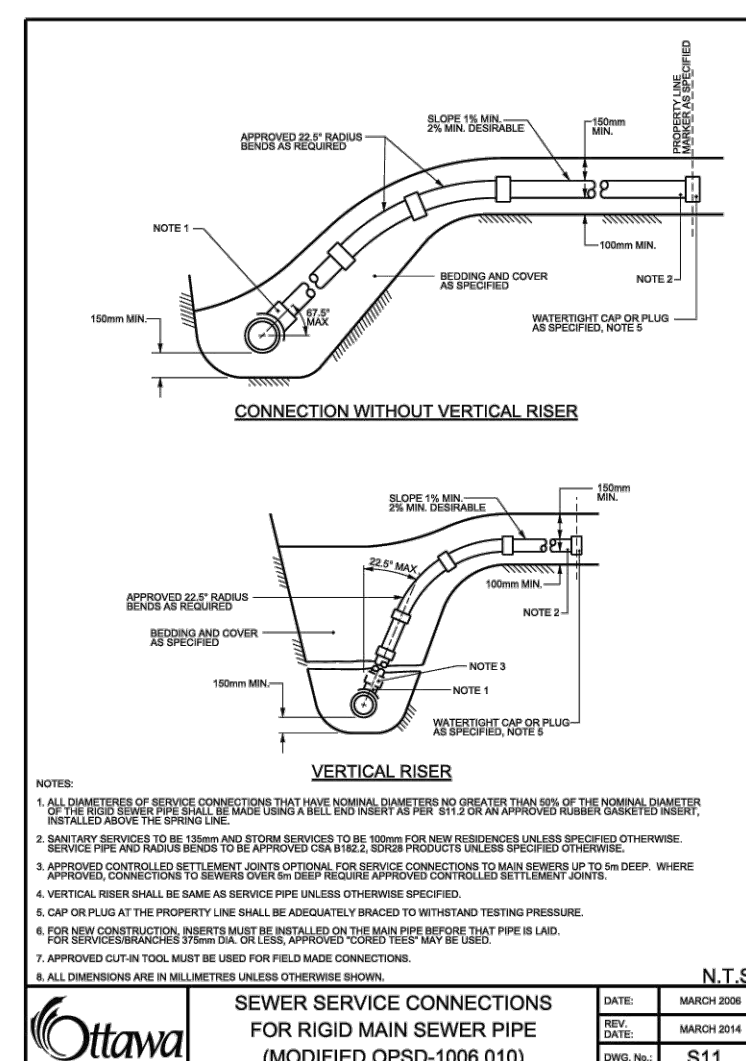 PROPERTY LINE
MARKER AS SPECIFIED
SLOPE 1% MIN.
2% MIN. DESIRABLE
150mm
MIN.
APPROVED 22.5° RADIUS
BENDS AS REQUIRED
NOTE 1
100mm MIN.
BEDDING AND COVER
AS SPECIFIED
NOTE 2
67.5°
MAX
150mm MIN.
WATERTIGHT CAP OR PLUG
AS SPECIFIED, NOTE 5
CONNECTION WITHOUT VERTICAL RISER
SLOPE 1% MIN.
2% MIN. DESIRABLE
150mm
MIN.
22.5° MAX
100mm MIN.
APPROVED 22.5° RADIUS
BENDS AS REQUIRED
NOTE 2
BEDDING AND COVER
AS SPECIFIED
NOTE 3
150mm MIN.
NOTE 1
WATERTIGHT CAP OR PLUG
AS SPECIFIED, NOTE 5
VERTICAL RISER
NOTES:
1. ALL DIAMETERES OF SERVICE CONNECTIONS THAT HAVE NOMINAL DIAMETERS NO GREATER THAN 50% OF THE NOMINAL DIAMETER
OF THE RIGID SEWER PIPE SHALL BE MADE USING A BELL END INSERT AS PER S11.2 OR AN APPROVED RUBBER GASKETED INSERT,
INSTALLED ABOVE THE SPRING LINE.
2. SANITARY SERVICES TO BE 135mm AND STORM SERVICES TO BE 100mm FOR NEW RESIDENCES UNLESS SPECIFIED OTHERWISE.
SERVICE PIPE AND RADIUS BENDS TO BE APPROVED CSA B182.2, SDR28 PRODUCTS UNLESS SPECIFIED OTHERWISE.
3. APPROVED CONTROLLED SETTLEMENT JOINTS OPTIONAL FOR SERVICE CONNECTIONS TO MAIN SEWERS UP TO 5m DEEP. WHERE
APPROVED, CONNECTIONS TO SEWERS OVER 5m DEEP REQUIRE APPROVED CONTROLLED SETTLEMENT JOINTS.
4. VERTICAL RISER SHALL BE SAME AS SERVICE PIPE UNLESS OTHERWISE SPECIFIED.
5. CAP OR PLUG AT THE PROPERTY LINE SHALL BE ADEQUATELY BRACED TO WITHSTAND TESTING PRESSURE.
6. FOR NEW CONSTRUCTION, INSERTS MUST BE INSTALLED ON THE MAIN PIPE BEFORE THAT PIPE IS LAID.
FOR SERVICES/BRANCHES 375mm DIA. OR LESS, APPROVED "CORED TEES" MAY BE USED.
7. APPROVED CUT-IN TOOL MUST BE USED FOR FIELD MADE CONNECTIONS.
8. ALL DIMENSIONS ARE IN MILLIMETRES UNLESS OTHERWISE SHOWN.
N.T.S
Ottawa
SEWER SERVICE CONNECTIONS
FOR RIGID MAIN SEWER PIPE
(MODIFIED OPSD-1006.010)
DATE: MARCH 2006
REV.
DATE: MARCH 2014
DWG. No.: S11